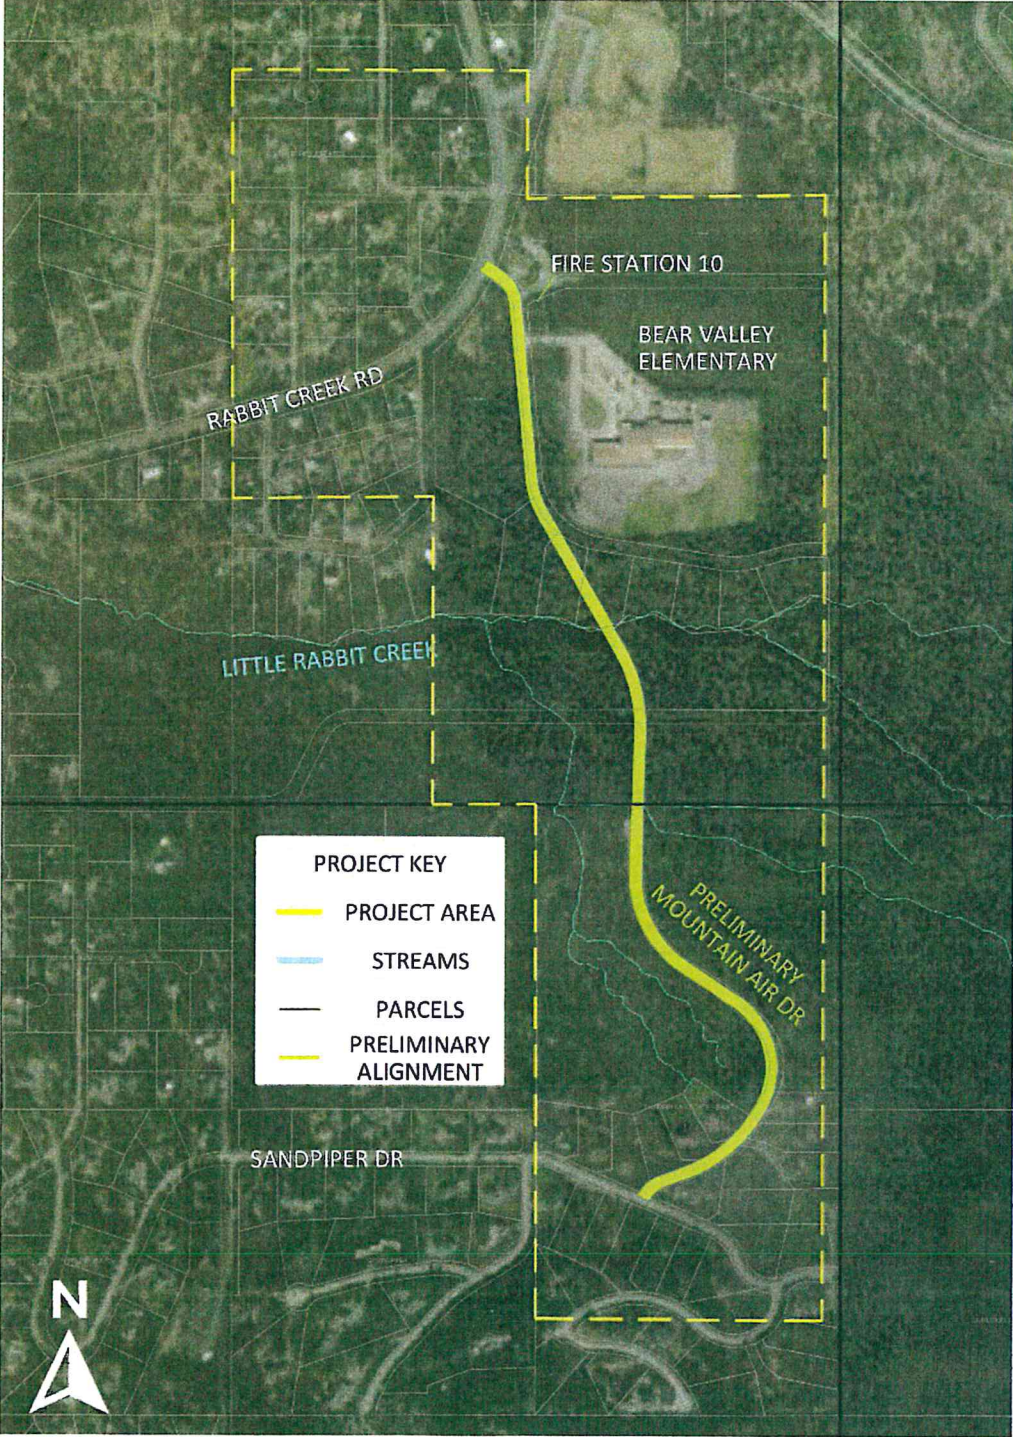 FIRE STATION 10
BEAR VALLEY
ELEMENTARY
RABBIT CREEK RD
LITTLE RABBIT CREEK
PROJECT KEY
PROJECT AREA
STREAMS
PARCELS
PRELIMINARY
ALIGNMENT
PRELIMINARY
MOUNTAIN AIR DR
SANDPIPER DR
N